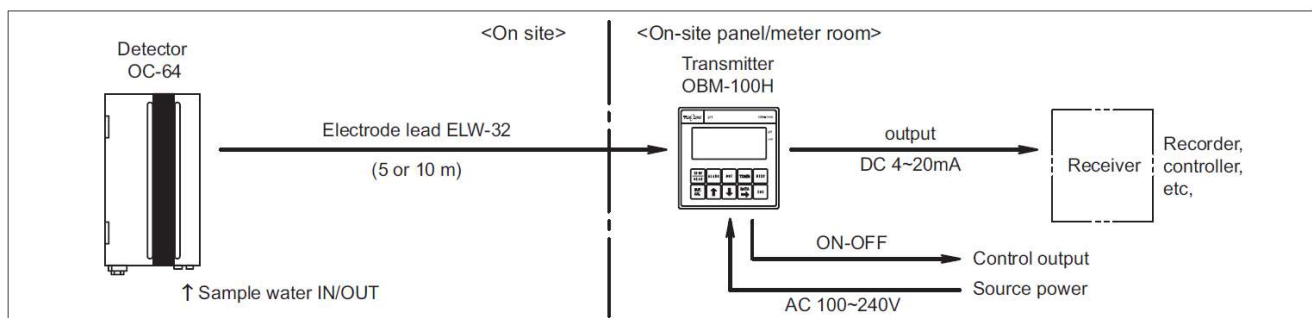 <On site>
<On-site panel/meter room>
Detector
OC-64
Transmitter
OBM-100H
Electrode lead ELW-32
(5 or 10 m)
output
DC 4~20mA
Receiver
Recorder,
controller,
etc,
ON-OFF
Control output
Source power
AC 100~240V
↑ Sample water IN/OUT